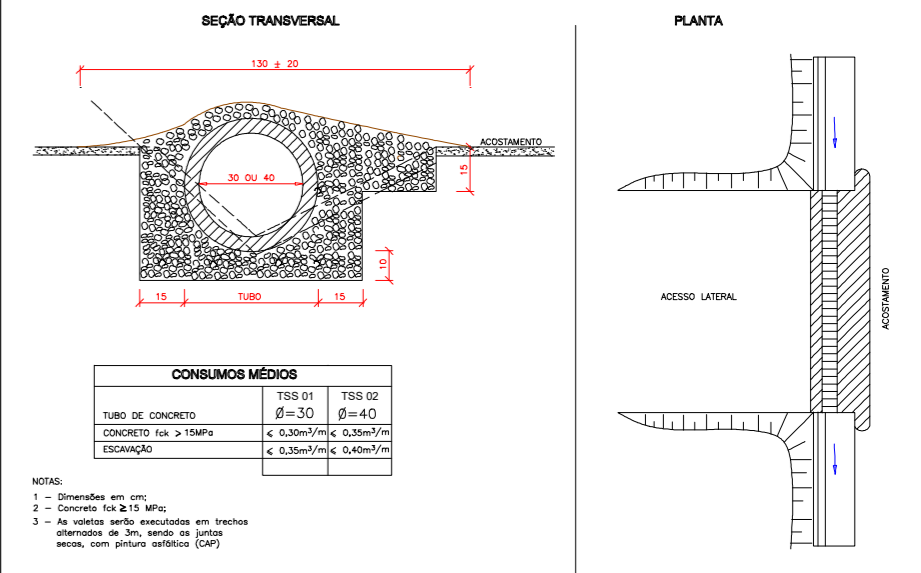 SEÇÃO TRANSVERSAL
130 ± 20
ACOSTAMENTO
15
30 OU 40
10
15
TUBO
15
CONSUMOS MÉDIOS
TSS 01 TSS 02
TUBO DE CONCRETO Ø=30 Ø=40
CONCRETO fck > 15MPa ⩽ 0,30m³/m ⩽ 0,35m³/m
ESCAVAÇÃO ⩽ 0,35m³/m ⩽ 0,40m³/m
NOTAS:
1 – Dimensões em cm;
2 – Concreto fck ≥ 15 MPa;
3 – As valetas serão executadas em trechos
alternados de 3m, sendo as juntas
secas, com pintura asfáltica (CAP)
PLANTA
ACESSO LATERAL
ACOSTAMENTO